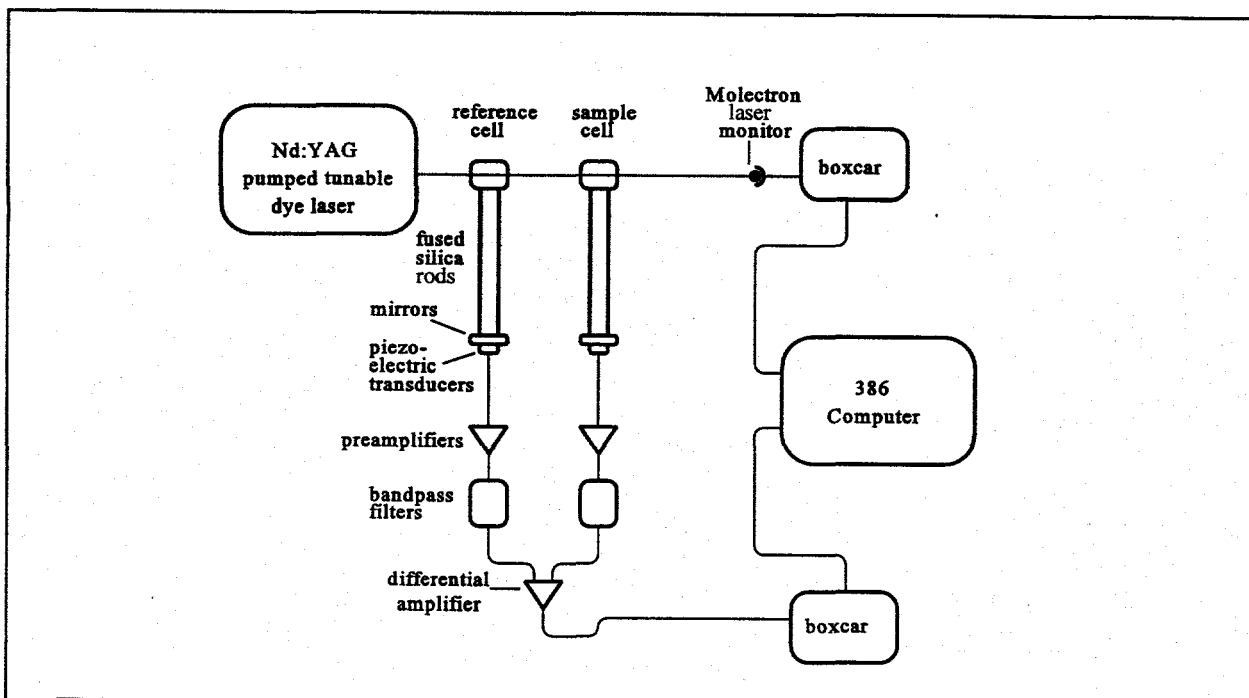 Nd:YAG
pumped tunable
dye laser
reference
cell
sample
cell
Molectron
laser
monitor
boxcar
fused
silica
rods
mirrors
piezo-
electric
transducers
386
Computer
preamplifiers
bandpass
filters
differential
amplifier
boxcar